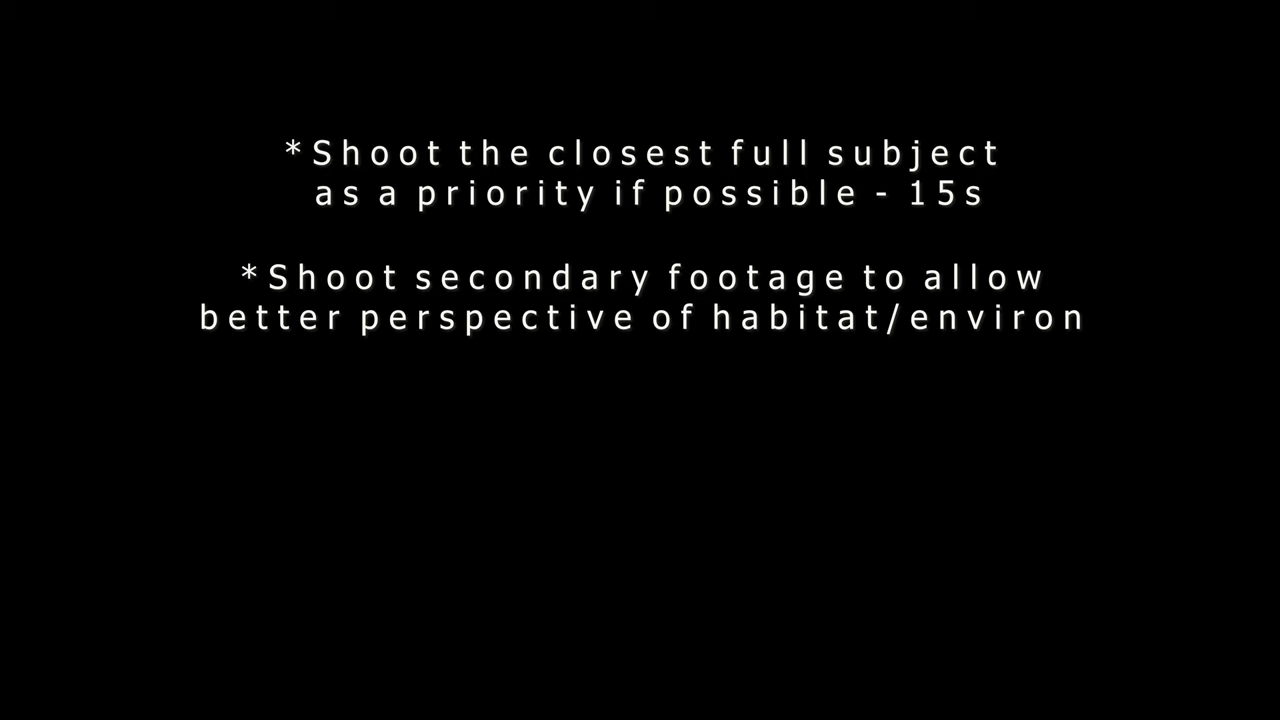 *Shoot the closest full subject
as a priority if possible - 15s
*Shoot secondary footage to allow
better perspective of habitat/environ